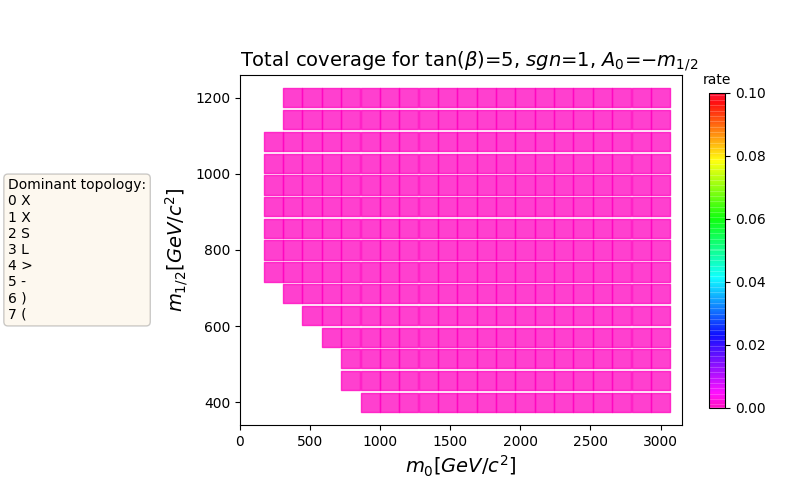 Total coverage for tan(β)=5, sgn=1, A₀=−m₁/₂
rate
Dominant topology:
0 X
1 X
2 S
3 L
4 >
5 -
6 )
7 (
m₁/₂[GeV/c²]
1200
1000
800
600
400
0 500 1000 1500 2000 2500 3000
m₀[GeV/c²]
0.10
0.08
0.06
0.04
0.02
0.00